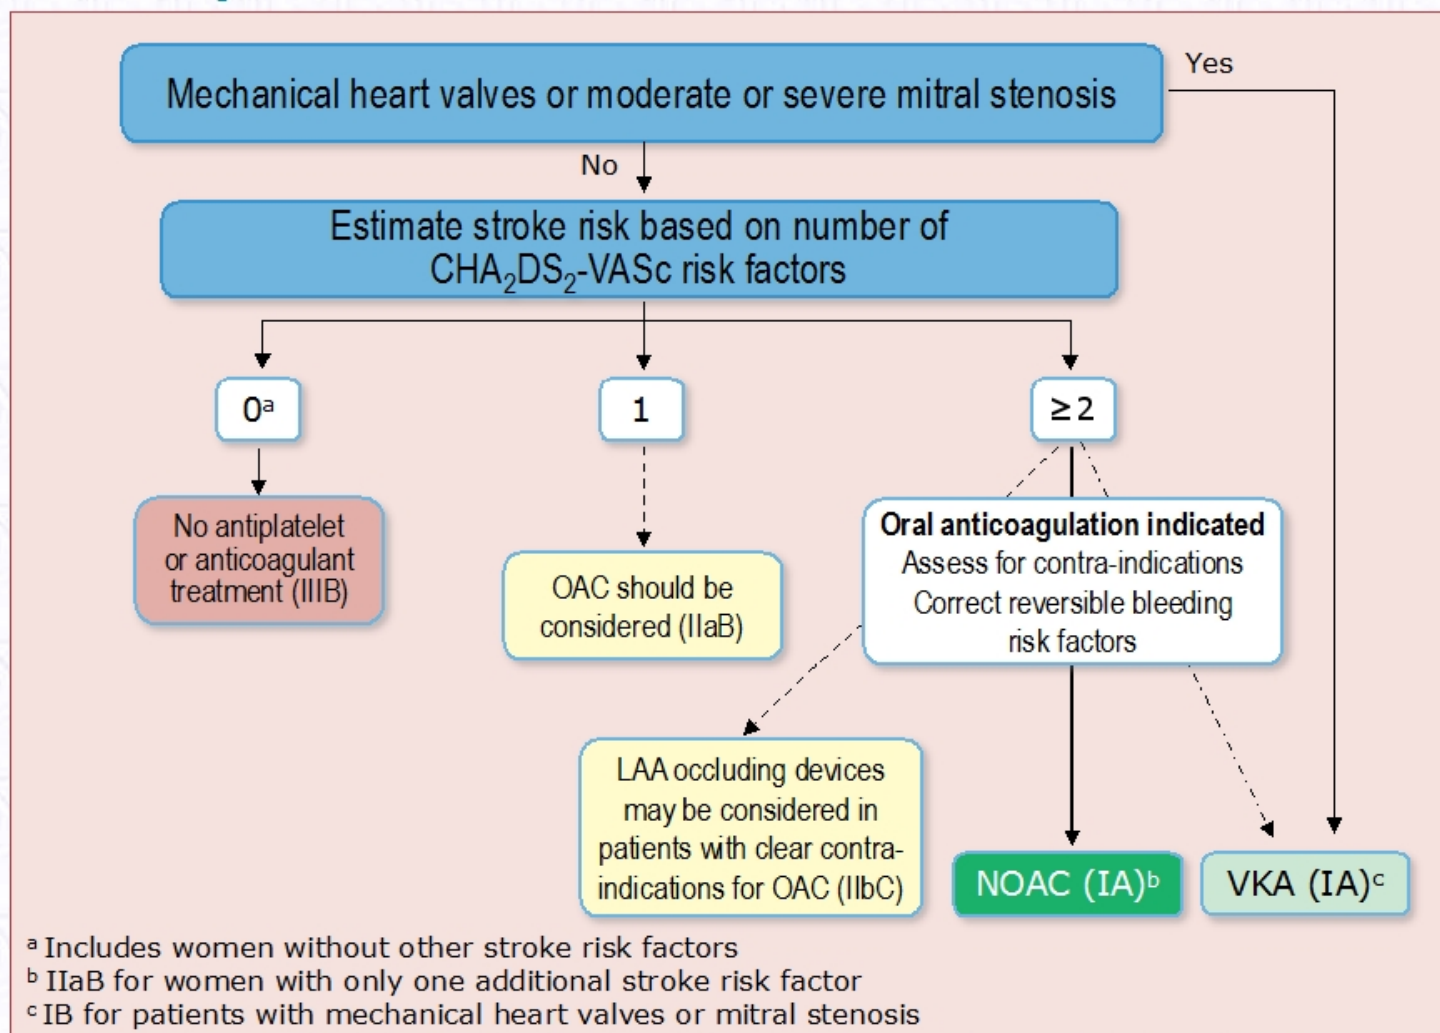 Mechanical heart valves or moderate or severe mitral stenosis
Yes
No
Estimate stroke risk based on number of
CHA₂DS₂-VASc risk factors
0ᵃ
1
≥2
No antiplatelet
or anticoagulant
treatment (IIIB)
OAC should be
considered (IIaB)
Oral anticoagulation indicated
Assess for contra-indications
Correct reversible bleeding
risk factors
LAA occluding devices
may be considered in
patients with clear contra-
indications for OAC (IIbC)
NOAC (IA)ᵇ
VKA (IA)ᶜ
ᵃ Includes women without other stroke risk factors
ᵇ IIaB for women with only one additional stroke risk factor
ᶜ IB for patients with mechanical heart valves or mitral stenosis